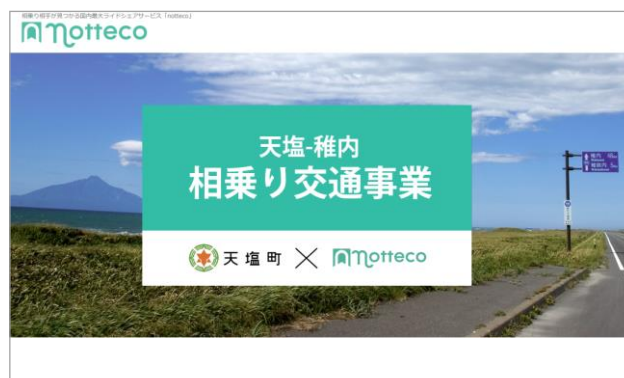 相乗り相手が見つかる国内最大ライドシェアサービス「notteco」
notteco
天塩-稚内
相乗り交通事業
天塩町 × notteco
稚内